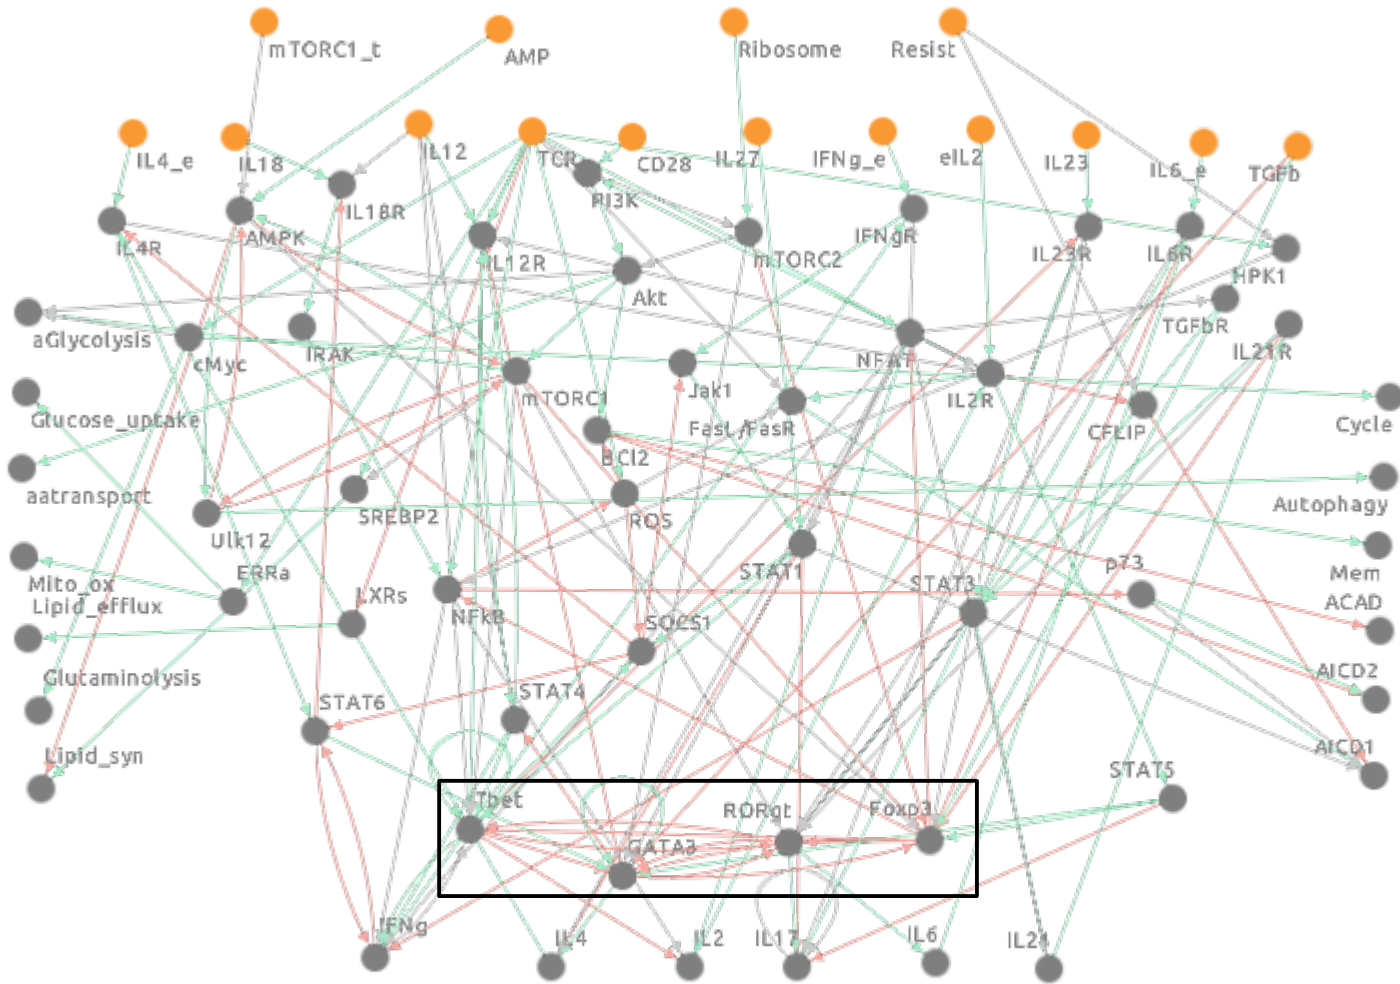 mTORC1_t
AMP
Ribosome
Resist
IL4_e
IL18
IL12
TCR
CD28
IL27
IFNg_e
eIL2
IL23
IL6_e
TGFb
PI3K
IL4R
AMPK
IL18R
IL12R
mTORC2
IFNgR
IL23R
IL6R
HPK1
Akt
TGFbR
aGlycolysis
cMyc
IRAK
mTORC1
Jak1
NFAT
IL2R
IL21R
Glucose_uptake
FasL/FasR
CFLIP
Cycle
BCl2
aatransport
Ulk12
SREBP2
ROS
Autophagy
Mito_ox
ERRa
STAT1
STAT3
p73
Mem
Lipid_efflux
LXRs
NFkB
SOCS1
ACAD
Glutaminolysis
STAT6
STAT4
AICD2
Lipid_syn
STAT5
AICD1
Tbet
GATA3
RORgt
Foxp3
IFNg
IL4
IL2
IL17
IL6
IL21